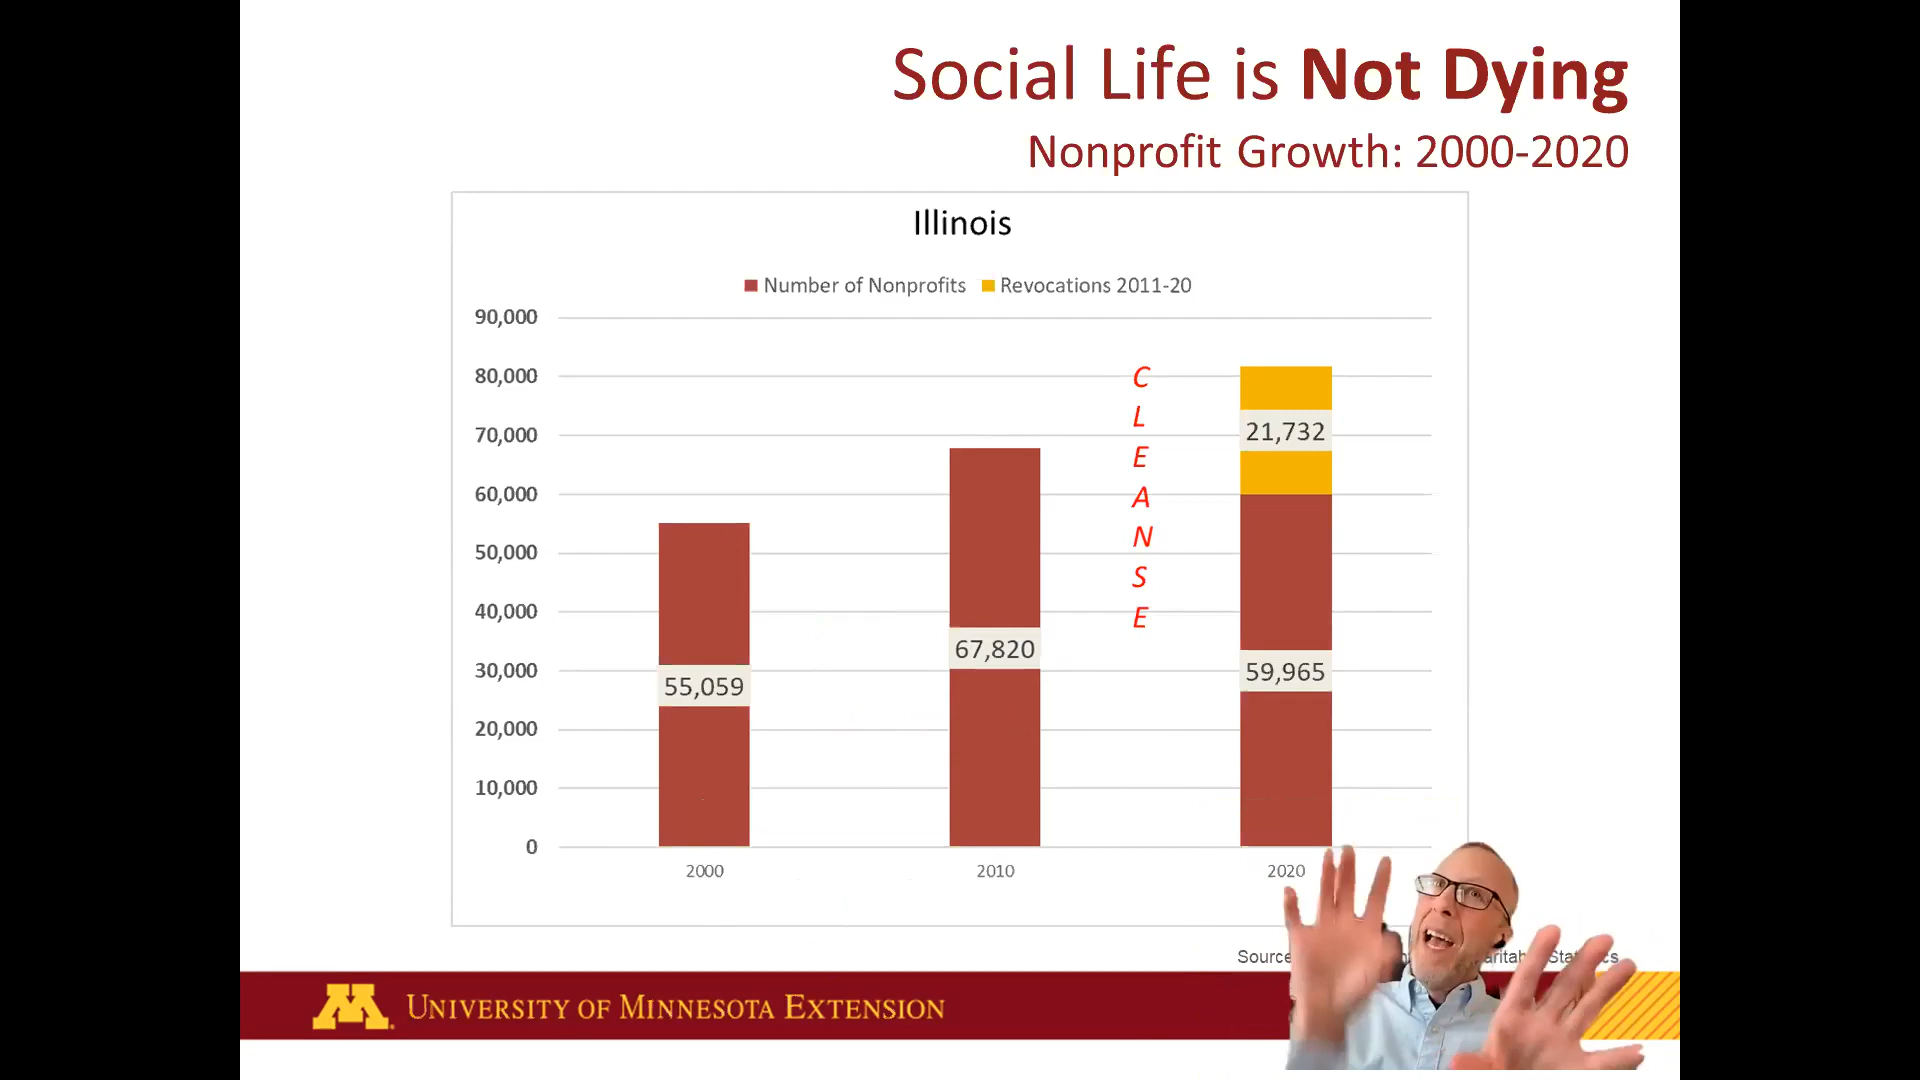 Social Life is Not Dying
Nonprofit Growth: 2000-2020
Illinois
Number of Nonprofits Revocations 2011-20
90,000
80,000
70,000
60,000
50,000
40,000
30,000
20,000
10,000
0
C
L
E
A
N
S
E
55,059
67,820
21,732
59,965
2000 2010 2020
Source
UNIVERSITY OF MINNESOTA EXTENSION